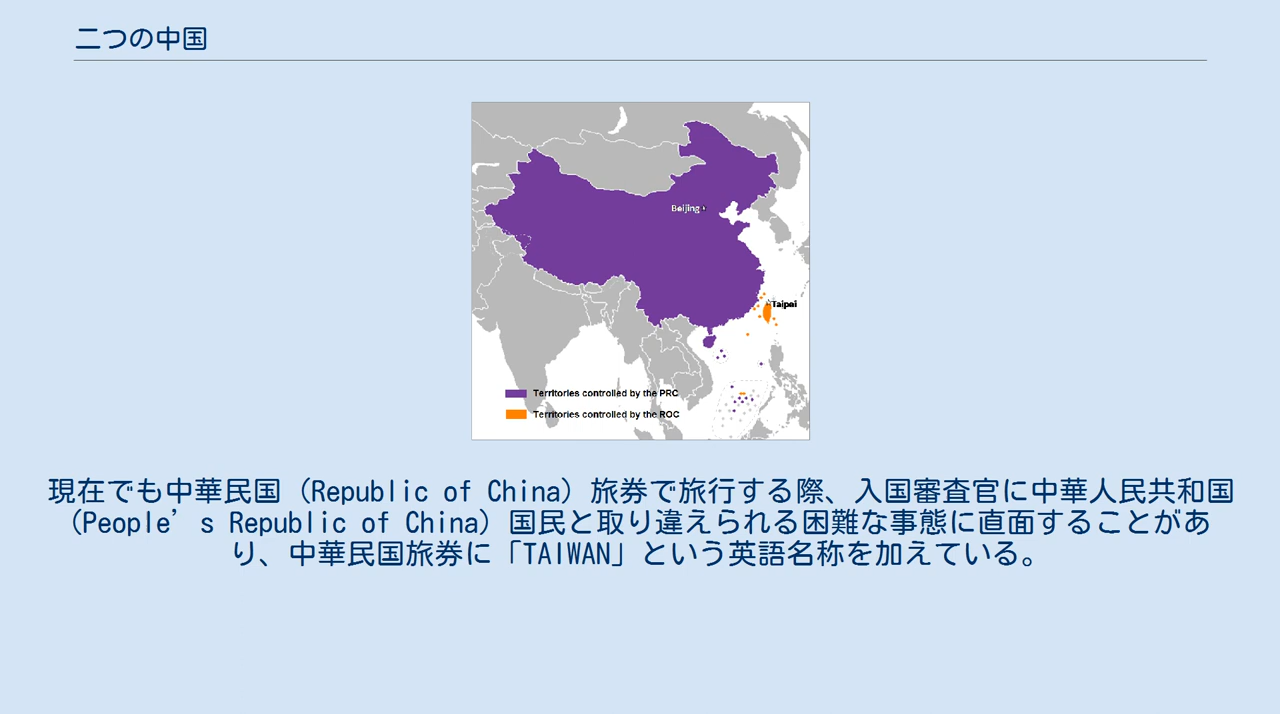 二つの中国
Beijing
Taipei
Territories controlled by the PRC
Territories controlled by the ROC
現在でも中華民国（Republic of China）旅券で旅行する際、入国審査官に中華人民共和国
（People’s Republic of China）国民と取り違えられる困難な事態に直面することがあ
り、中華民国旅券に「TAIWAN」という英語名称を加えている。